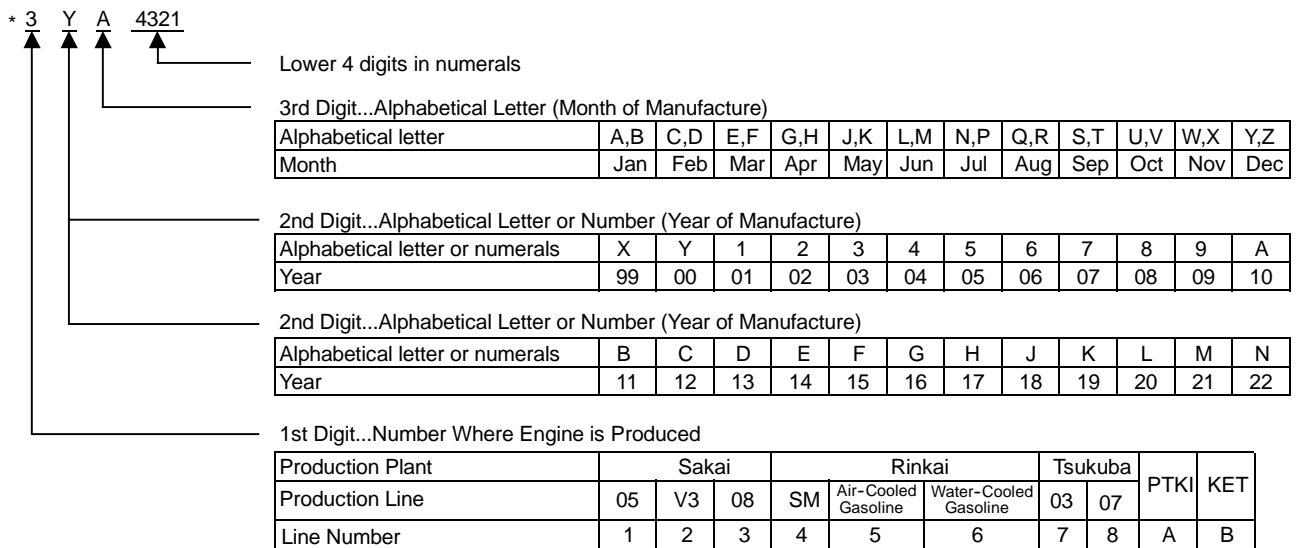 * 3 Y A 4321
Lower 4 digits in numerals
3rd Digit...Alphabetical Letter (Month of Manufacture)
Alphabetical letter A,B C,D E,F G,H J,K L,M N,P Q,R S,T U,V W,X Y,Z
Month Jan Feb Mar Apr May Jun Jul Aug Sep Oct Nov Dec
2nd Digit...Alphabetical Letter or Number (Year of Manufacture)
Alphabetical letter or numerals X Y 1 2 3 4 5 6 7 8 9 A
Year 99 00 01 02 03 04 05 06 07 08 09 10
2nd Digit...Alphabetical Letter or Number (Year of Manufacture)
Alphabetical letter or numerals B C D E F G H J K L M N
Year 11 12 13 14 15 16 17 18 19 20 21 22
1st Digit...Number Where Engine is Produced
Production Plant Sakai Rinkai Tsukuba PTKI KET
Production Line 05 V3 08 SM Air-Cooled Gasoline Water-Cooled Gasoline 03 07
Line Number 1 2 3 4 5 6 7 8 A B